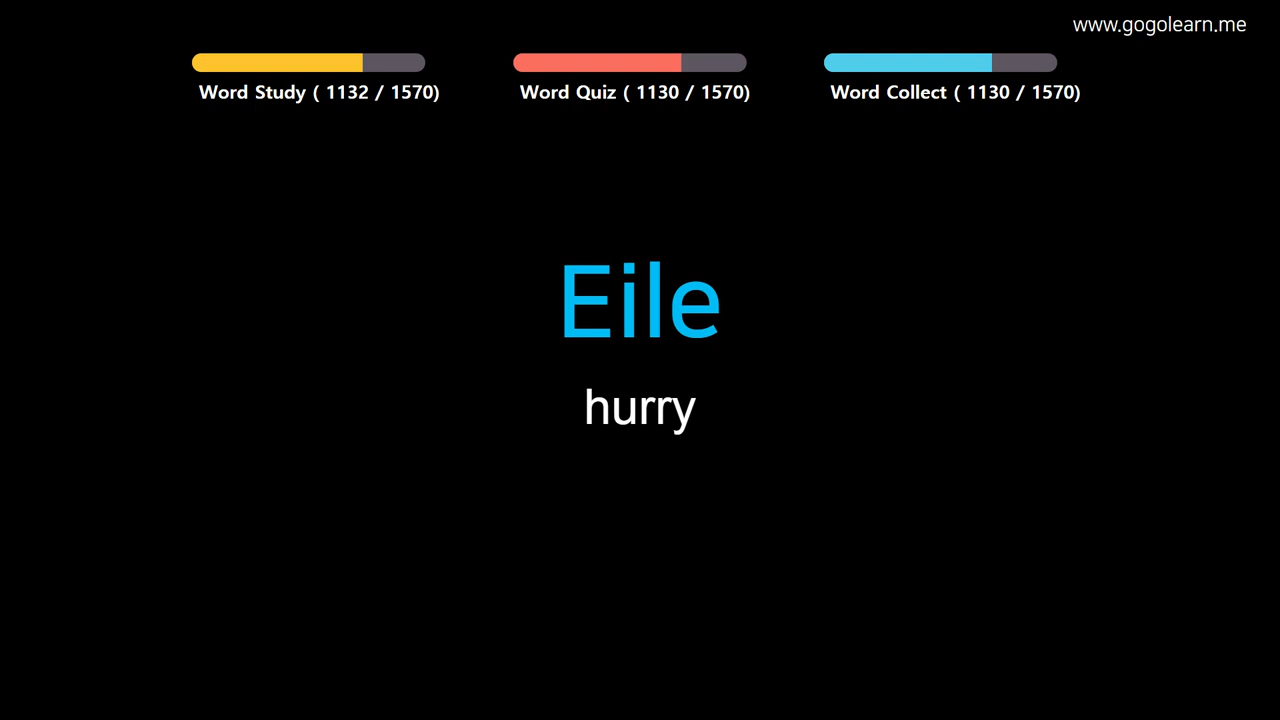 www.gogolearn.me
Word Study ( 1132 / 1570)
Word Quiz ( 1130 / 1570)
Word Collect ( 1130 / 1570)
Eile
hurry